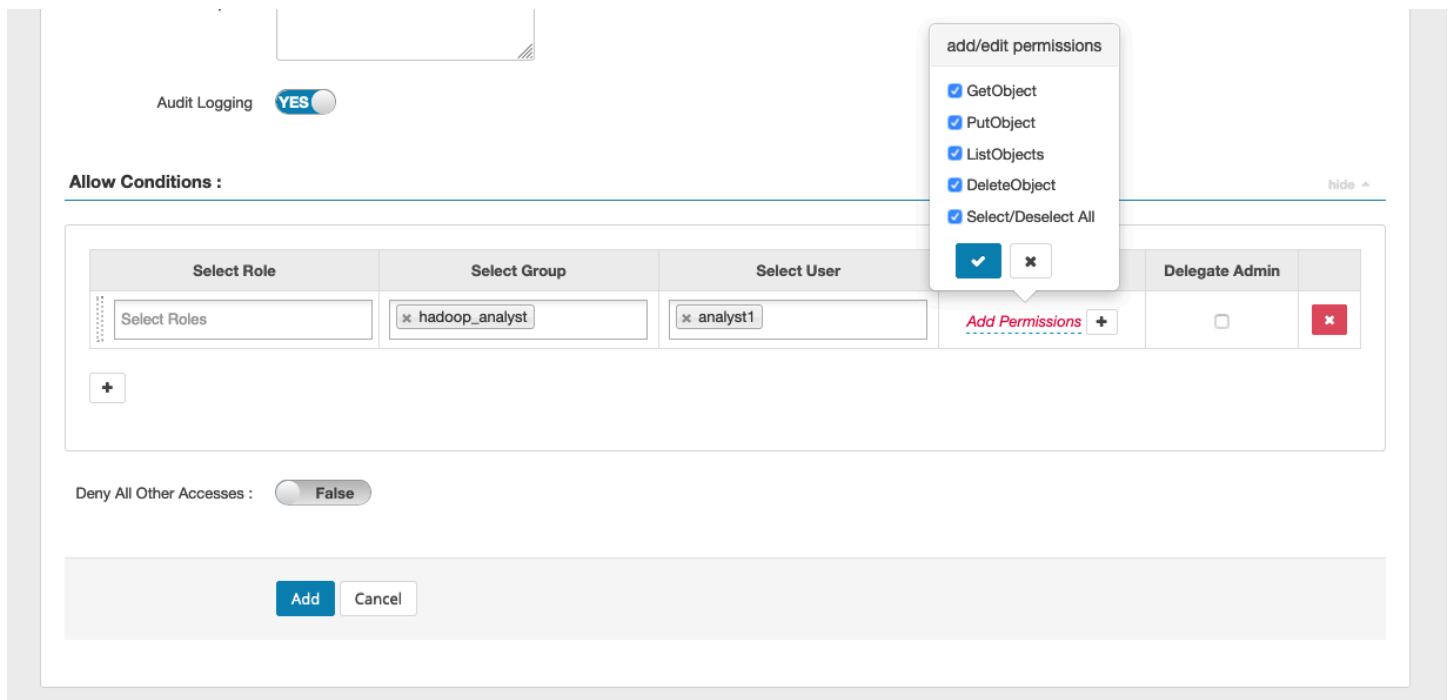 add/edit permissions
GetObject
PutObject
ListObjects
DeleteObject
Select/Deselect All
Audit Logging YES
Allow Conditions :
hide
Select Role Select Group Select User Delegate Admin
Select Roles × hadoop_analyst × analyst1 Add Permissions +
+
Deny All Other Accesses : False
Add Cancel